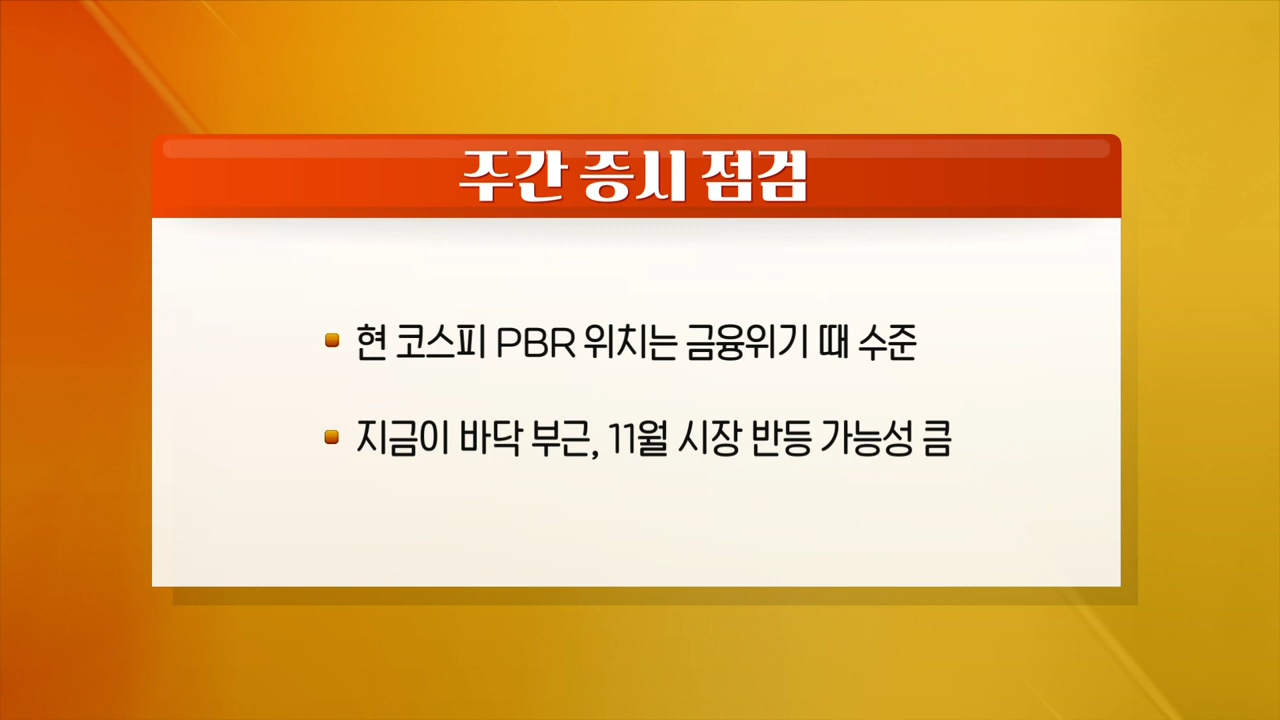 주간 증시 점검
현 코스피 PBR 위치는 금융위기 때 수준
지금이 바닥 부근, 11월 시장 반등 가능성 큼